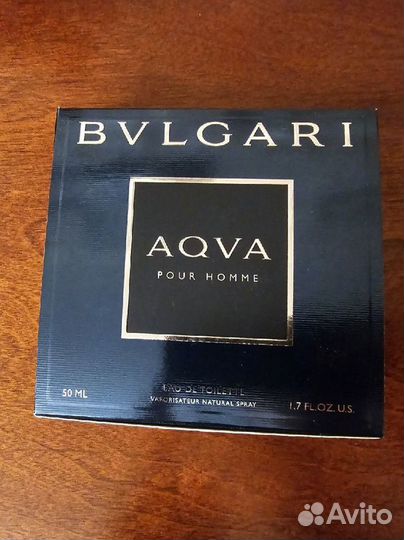 BVLGARI
AQVA
POUR HOMME
EAU DE TOILETTE
50 ML
VAPORISATEUR NATURAL SPRAY
1.7 FL.OZ. U.S.
Avito